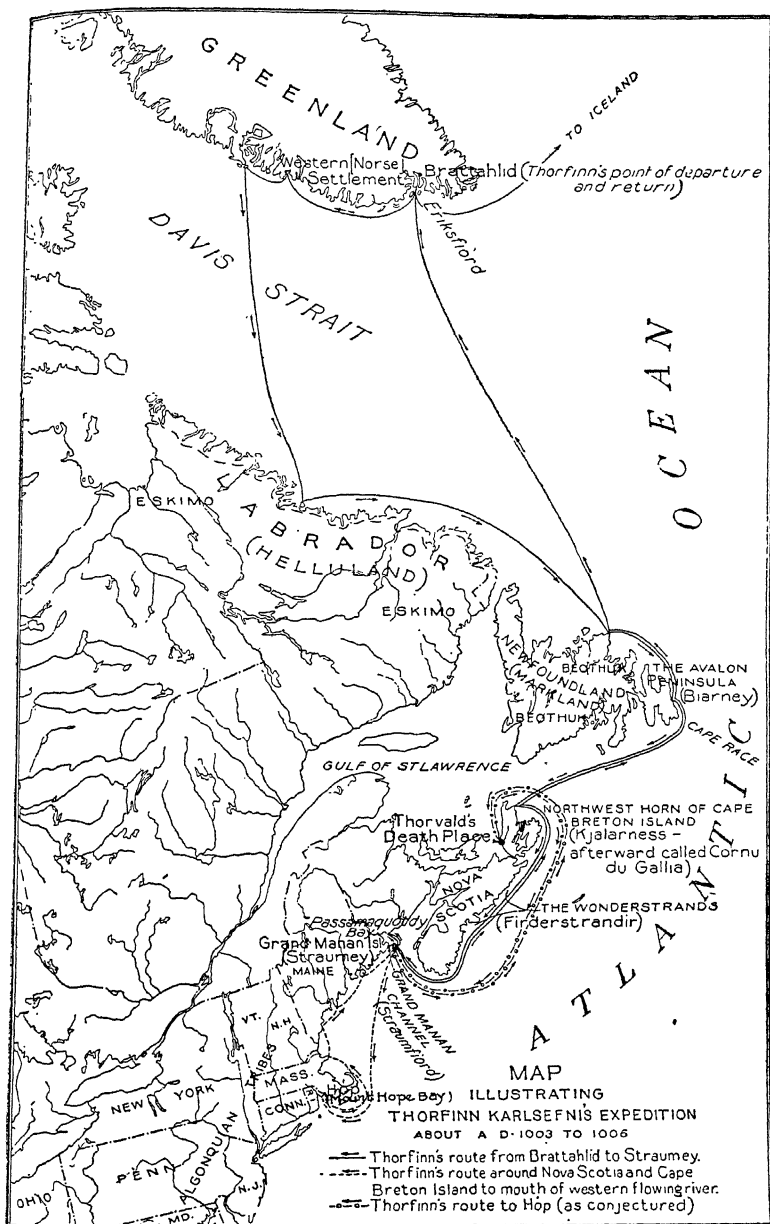 GREENLAND
TO ICELAND
Western Norse
Settlement
Brattahlid (Thorfinn's point of departure
and return)
Eriksfiord
DAVIS STRAIT
OCEAN
ESKIMO
LABRADOR
(HELLULAND)
ESKIMO
NEWFOUNDLAND
(MARKLAND)
BEOTHUK
BEOTHUK
THE AVALON
PENINSULA
(Biarney)
CAPE RACE
GULF OF ST LAWRENCE
ATLANTIC
Thorvald's
Death Place
NORTHWEST HORN OF CAPE
BRETON ISLAND
(Kjalarness –
afterward called Cornu
du Gallia)
NOVA
SCOTIA
THE WONDERSTRANDS
(Firderstrandir)
Passamaquoddy
Bay
Grand Manan Isl
(Straumey)
MAINE
GRAND MANAN
CHANNEL
(Straumfiord)
VT.
N.H
MASS.
CONN.
NEW YORK
ALGONQUIAN TRIBES
PENN
N.J.
OHIO
MD.
HOP
(Mount Hope Bay)
MAP
ILLUSTRATING
THORFINN KARLSEFNI'S EXPEDITION
ABOUT A D·1003 TO 1006
Thorfinn's route from Brattahlid to Straumey.
Thorfinn's route around Nova Scotia and Cape
Breton Island to mouth of western flowing river.
Thorfinn's route to Hóp (as conjectured)